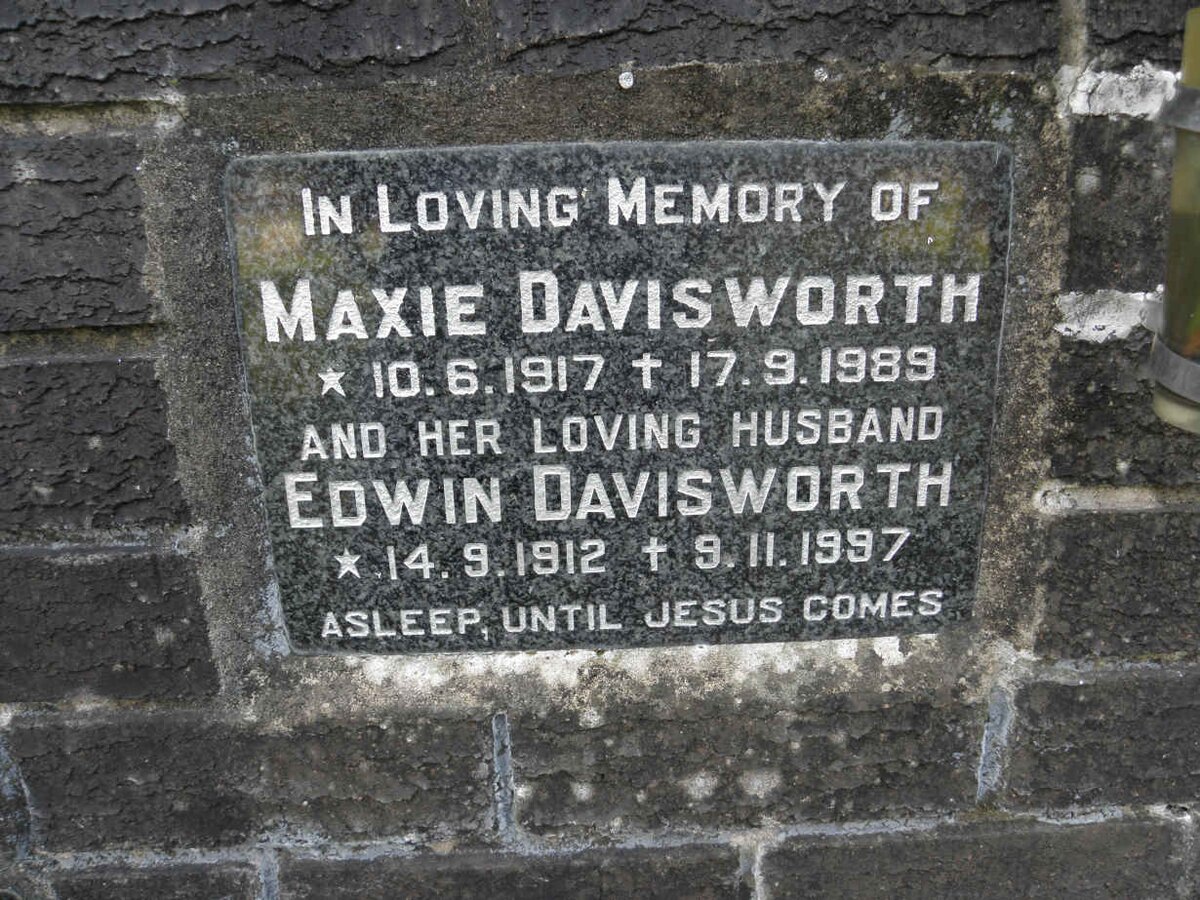 IN LOVING MEMORY OF
MAXIE DAVISWORTH
★ 10.6.1917 ✝ 17.9.1989
AND HER LOVING HUSBAND
EDWIN DAVISWORTH
★ 14.9.1912 ✝ 9.11.1997
ASLEEP, UNTIL JESUS COMES